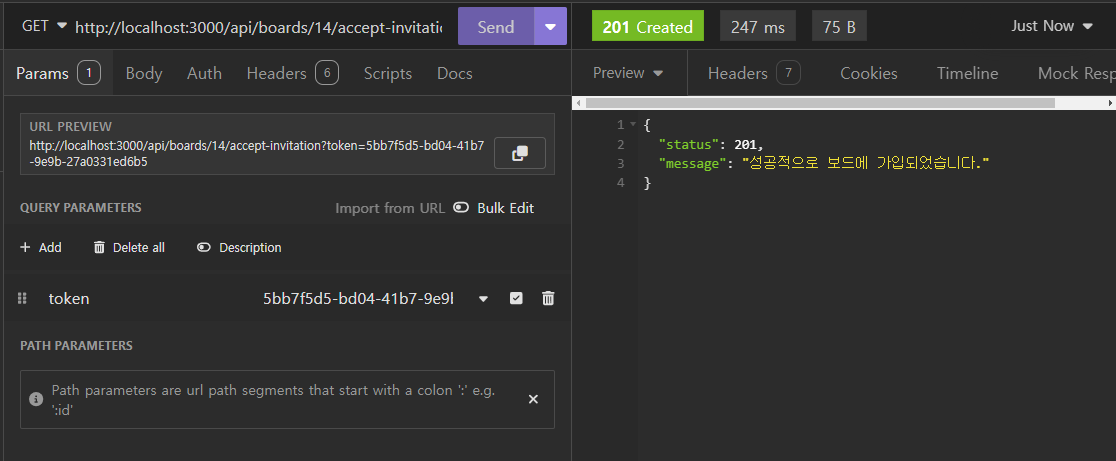 GET http://localhost:3000/api/boards/14/accept-invitatio Send 201 Created 247 ms 75 B Just Now
Params 1 Body Auth Headers 6 Scripts Docs Preview Headers 7 Cookies Timeline Mock Resp
URL PREVIEW
http://localhost:3000/api/boards/14/accept-invitation?token=5bb7f5d5-bd04-41b7
-9e9b-27a0331ed6b5
QUERY PARAMETERS Import from URL Bulk Edit
Add Delete all Description
token 5bb7f5d5-bd04-41b7-9e9
PATH PARAMETERS
Path parameters are url path segments that start with a colon ':' e.g.
':id'
1 {
2 "status": 201,
3 "message": "성공적으로 보드에 가입되었습니다."
4 }